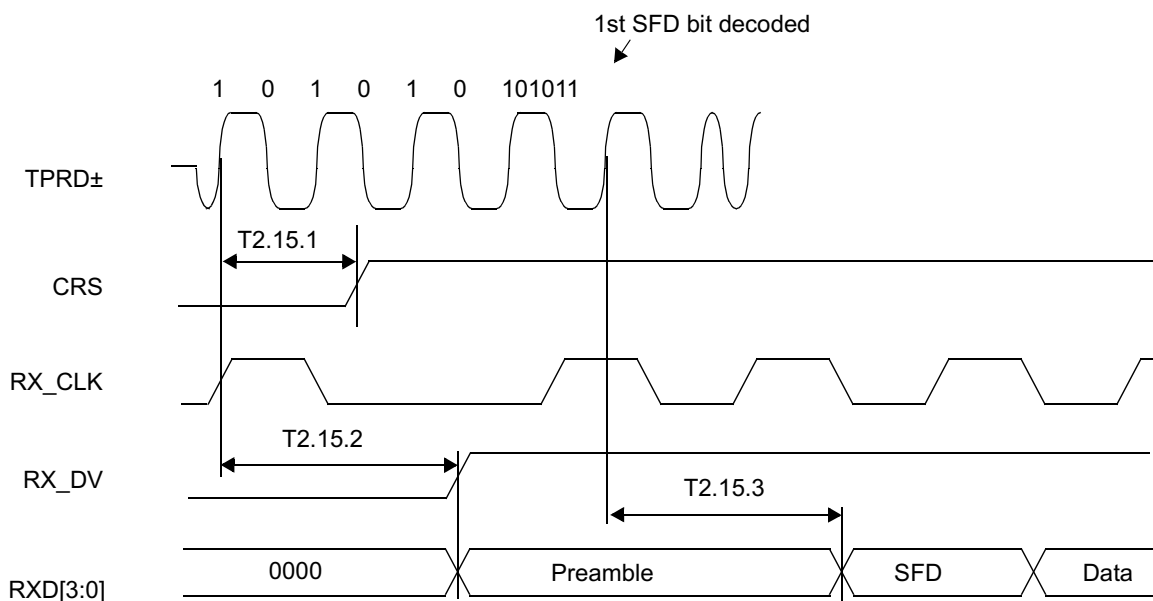 1st SFD bit decoded
1 0 1 0 1 0 101011
TPRD±
T2.15.1
CRS
RX_CLK
T2.15.2
RX_DV
T2.15.3
RXD[3:0]
0000 Preamble SFD Data